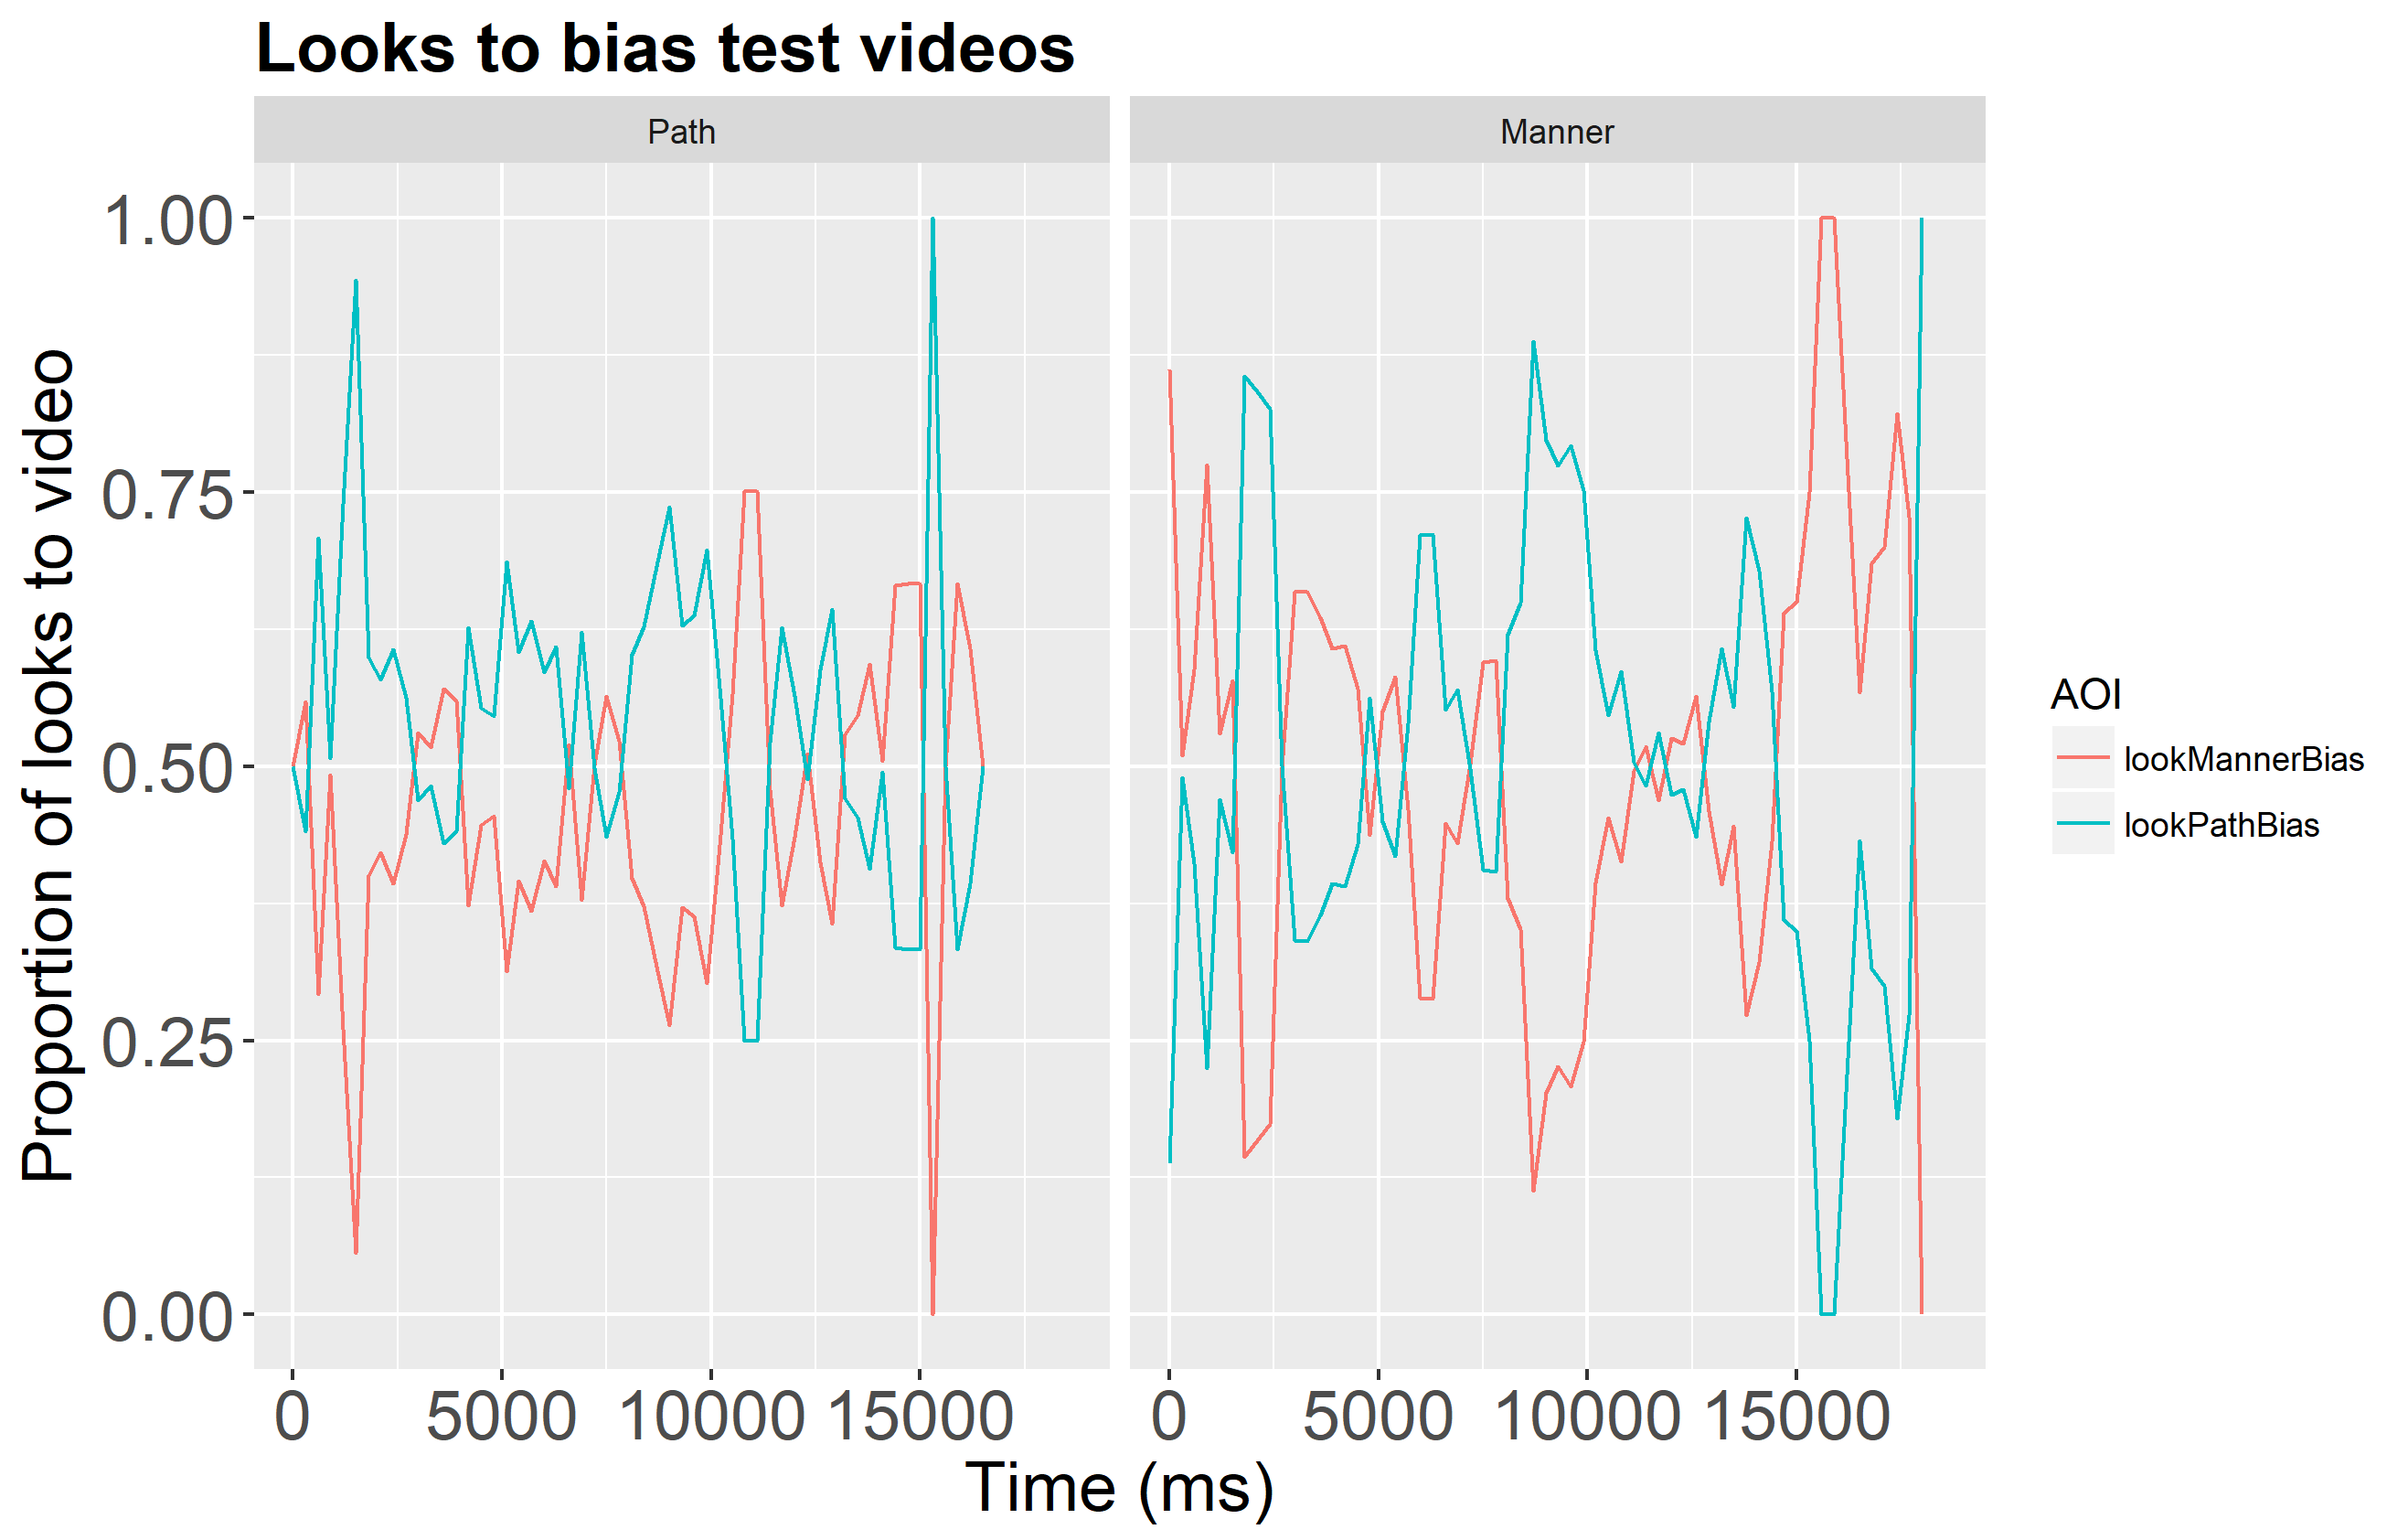 Looks to bias test videos
Path
Manner
Proportion of looks to video
1.00
0.75
0.50
0.25
0.00
0 5000 10000 15000
0 5000 10000 15000
Time (ms)
AOI
lookMannerBias
lookPathBias